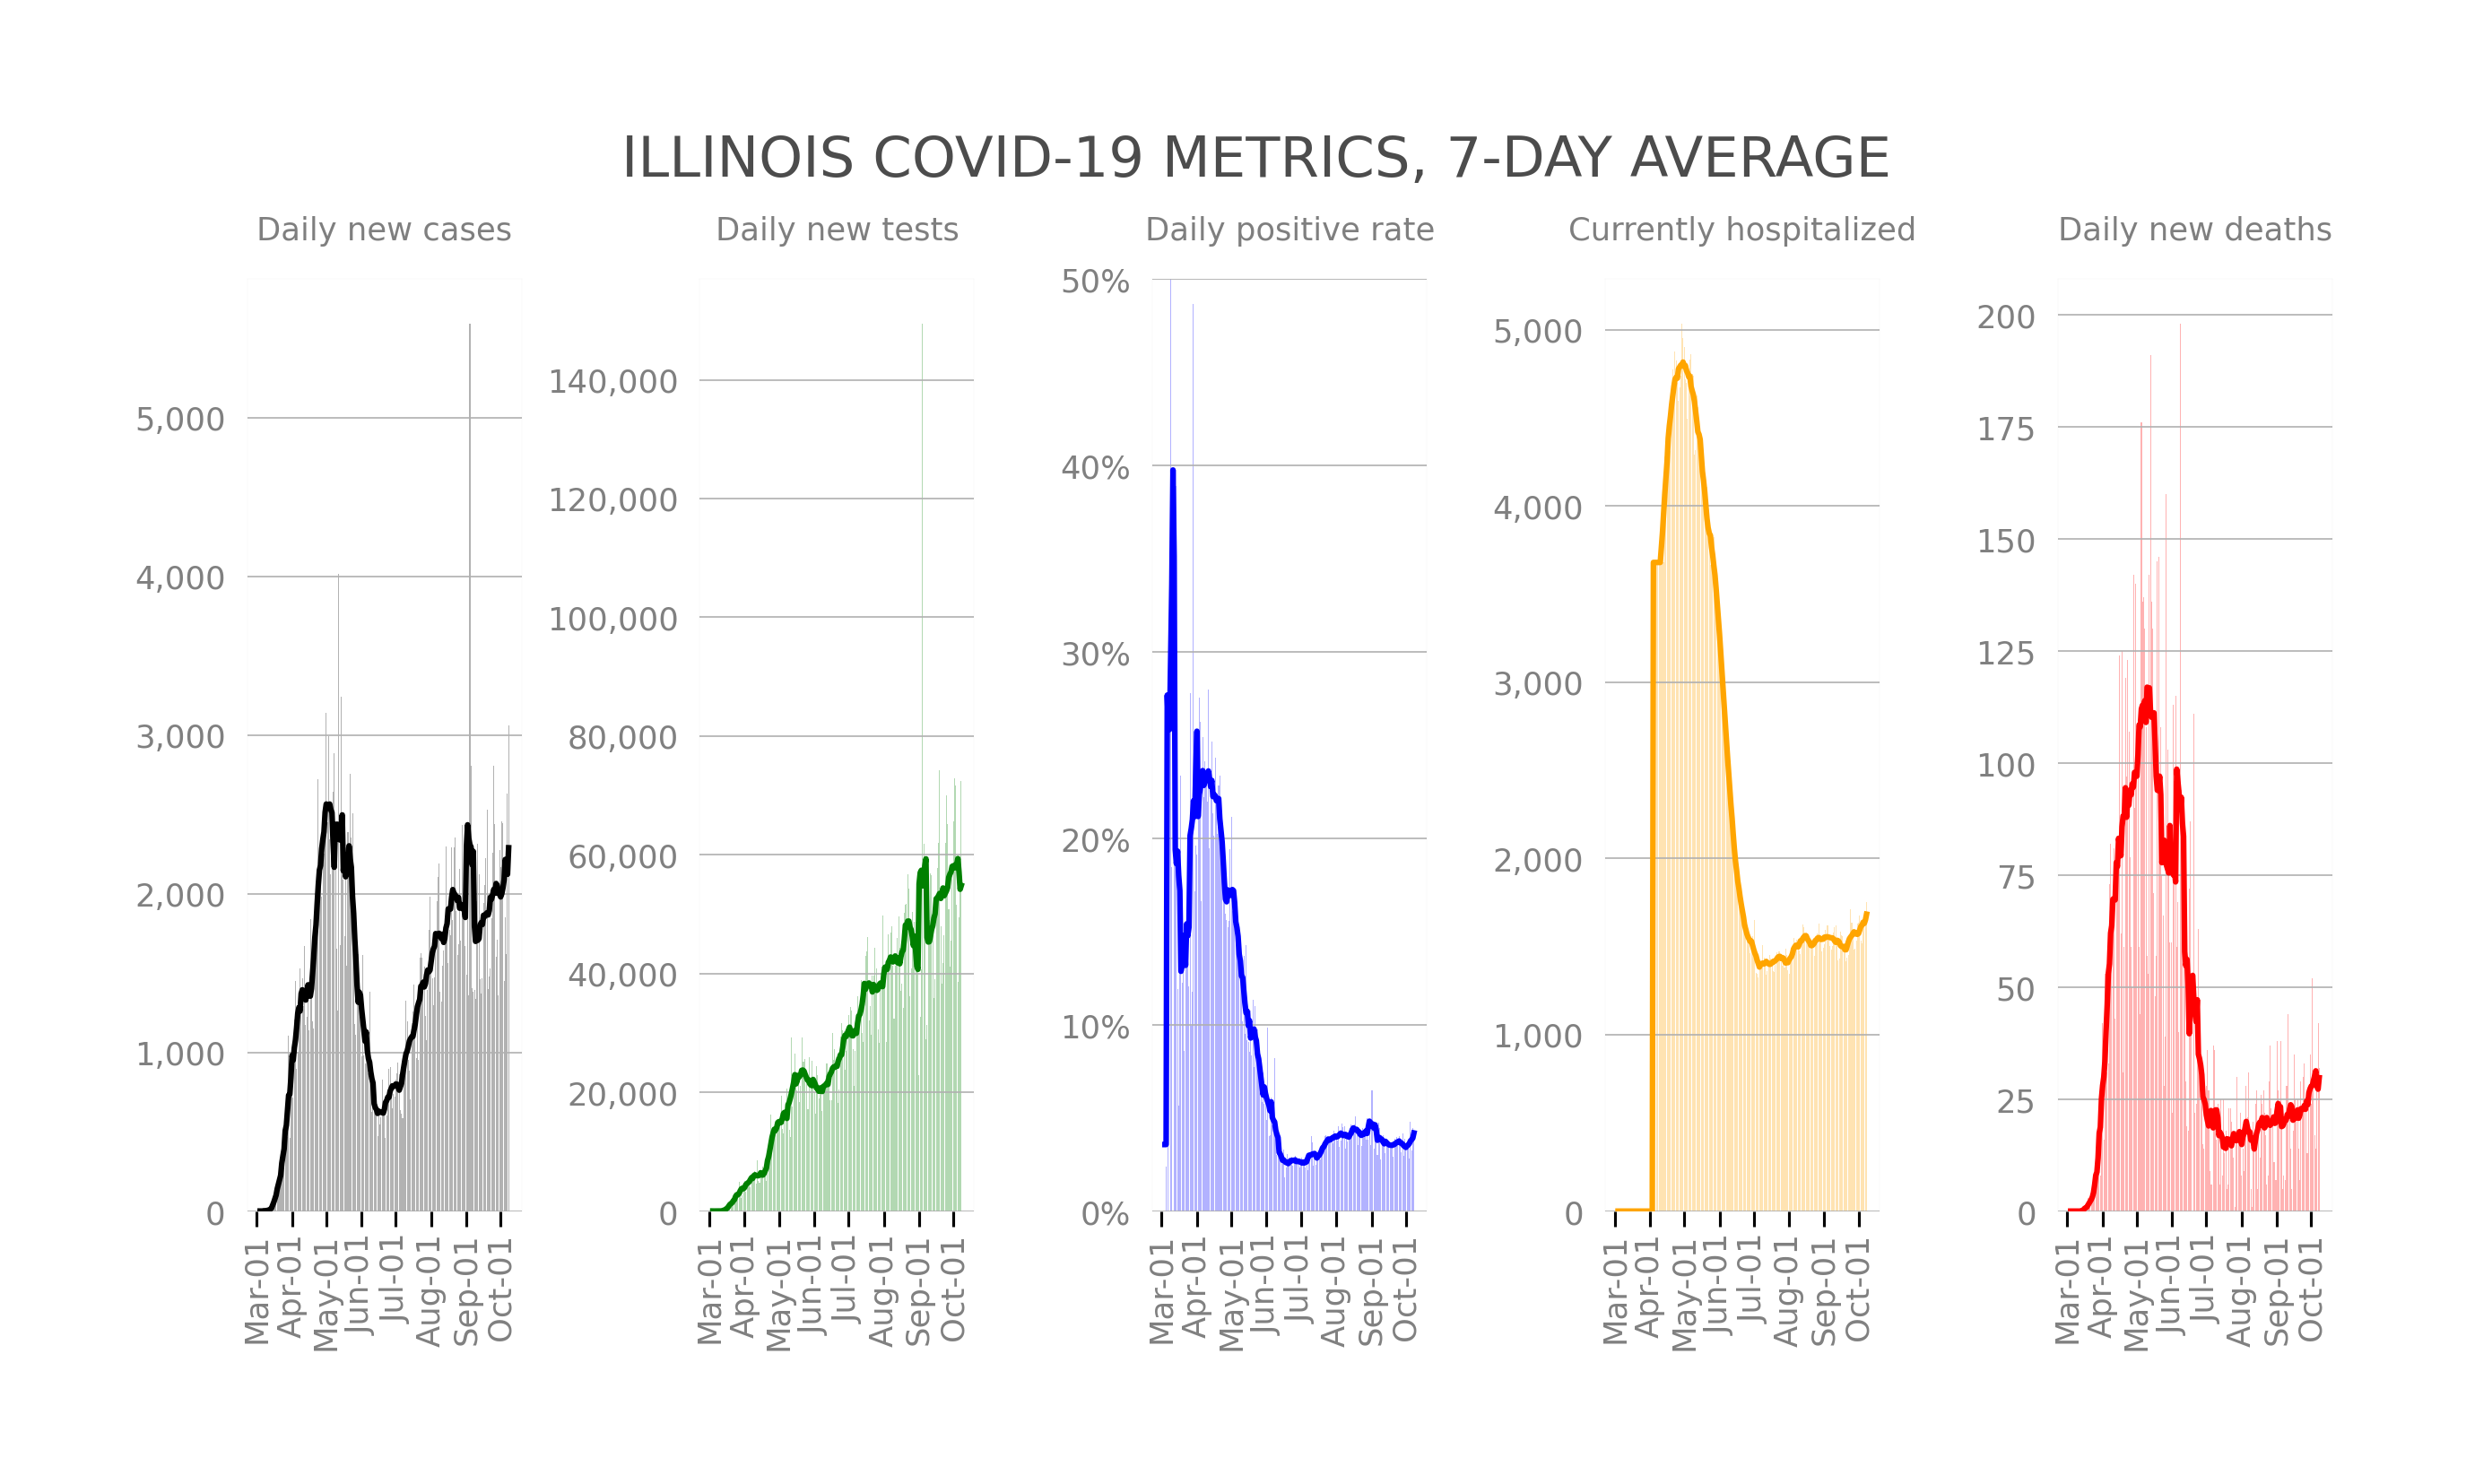 ILLINOIS COVID-19 METRICS, 7-DAY AVERAGE
Daily new cases
5,000
4,000
3,000
2,000
1,000
0
Mar-01
Apr-01
May-01
Jun-01
Jul-01
Aug-01
Sep-01
Oct-01
Daily new tests
140,000
120,000
100,000
80,000
60,000
40,000
20,000
0
Mar-01
Apr-01
May-01
Jun-01
Jul-01
Aug-01
Sep-01
Oct-01
Daily positive rate
50%
40%
30%
20%
10%
0%
Mar-01
Apr-01
May-01
Jun-01
Jul-01
Aug-01
Sep-01
Oct-01
Currently hospitalized
5,000
4,000
3,000
2,000
1,000
0
Mar-01
Apr-01
May-01
Jun-01
Jul-01
Aug-01
Sep-01
Oct-01
Daily new deaths
200
175
150
125
100
75
50
25
0
Mar-01
Apr-01
May-01
Jun-01
Jul-01
Aug-01
Sep-01
Oct-01